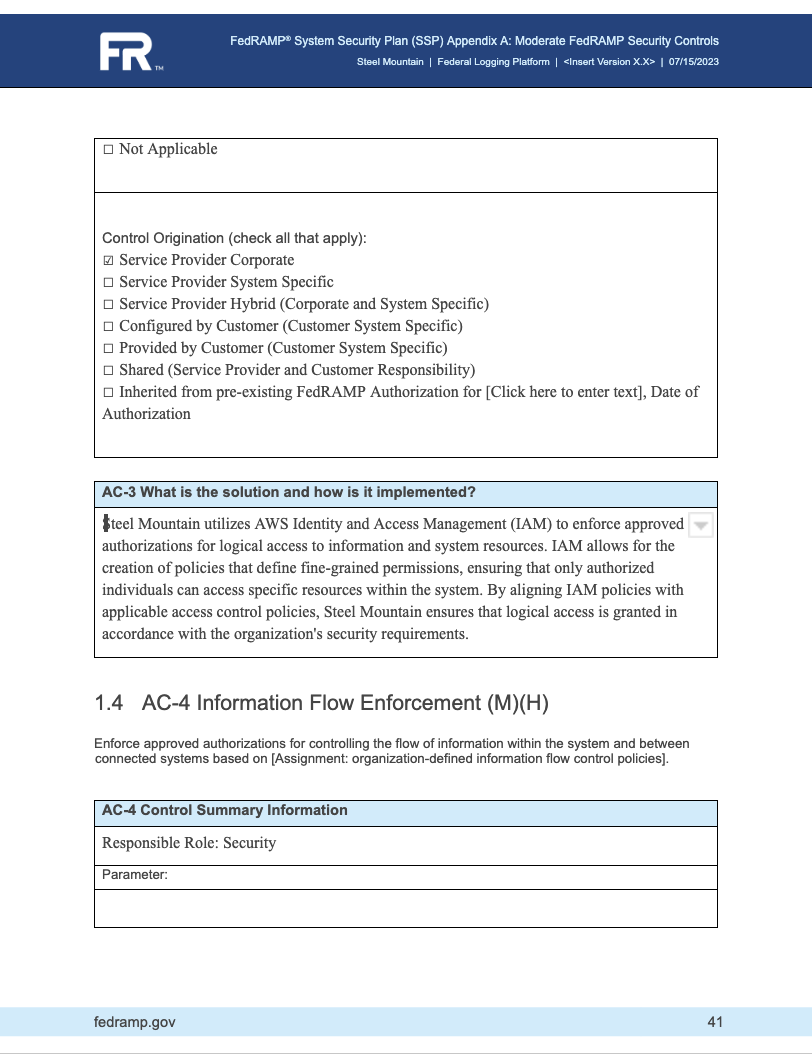 FedRAMP® System Security Plan (SSP) Appendix A: Moderate FedRAMP Security Controls
FR™
Steel Mountain | Federal Logging Platform | <Insert Version X.X> | 07/15/2023
☐ Not Applicable
Control Origination (check all that apply):
☑ Service Provider Corporate
☐ Service Provider System Specific
☐ Service Provider Hybrid (Corporate and System Specific)
☐ Configured by Customer (Customer System Specific)
☐ Provided by Customer (Customer System Specific)
☐ Shared (Service Provider and Customer Responsibility)
☐ Inherited from pre-existing FedRAMP Authorization for [Click here to enter text], Date of
Authorization
AC-3 What is the solution and how is it implemented?
Steel Mountain utilizes AWS Identity and Access Management (IAM) to enforce approved
authorizations for logical access to information and system resources. IAM allows for the
creation of policies that define fine-grained permissions, ensuring that only authorized
individuals can access specific resources within the system. By aligning IAM policies with
applicable access control policies, Steel Mountain ensures that logical access is granted in
accordance with the organization's security requirements.
1.4 AC-4 Information Flow Enforcement (M)(H)
Enforce approved authorizations for controlling the flow of information within the system and between
connected systems based on [Assignment: organization-defined information flow control policies].
AC-4 Control Summary Information
Responsible Role: Security
Parameter:
fedramp.gov 41